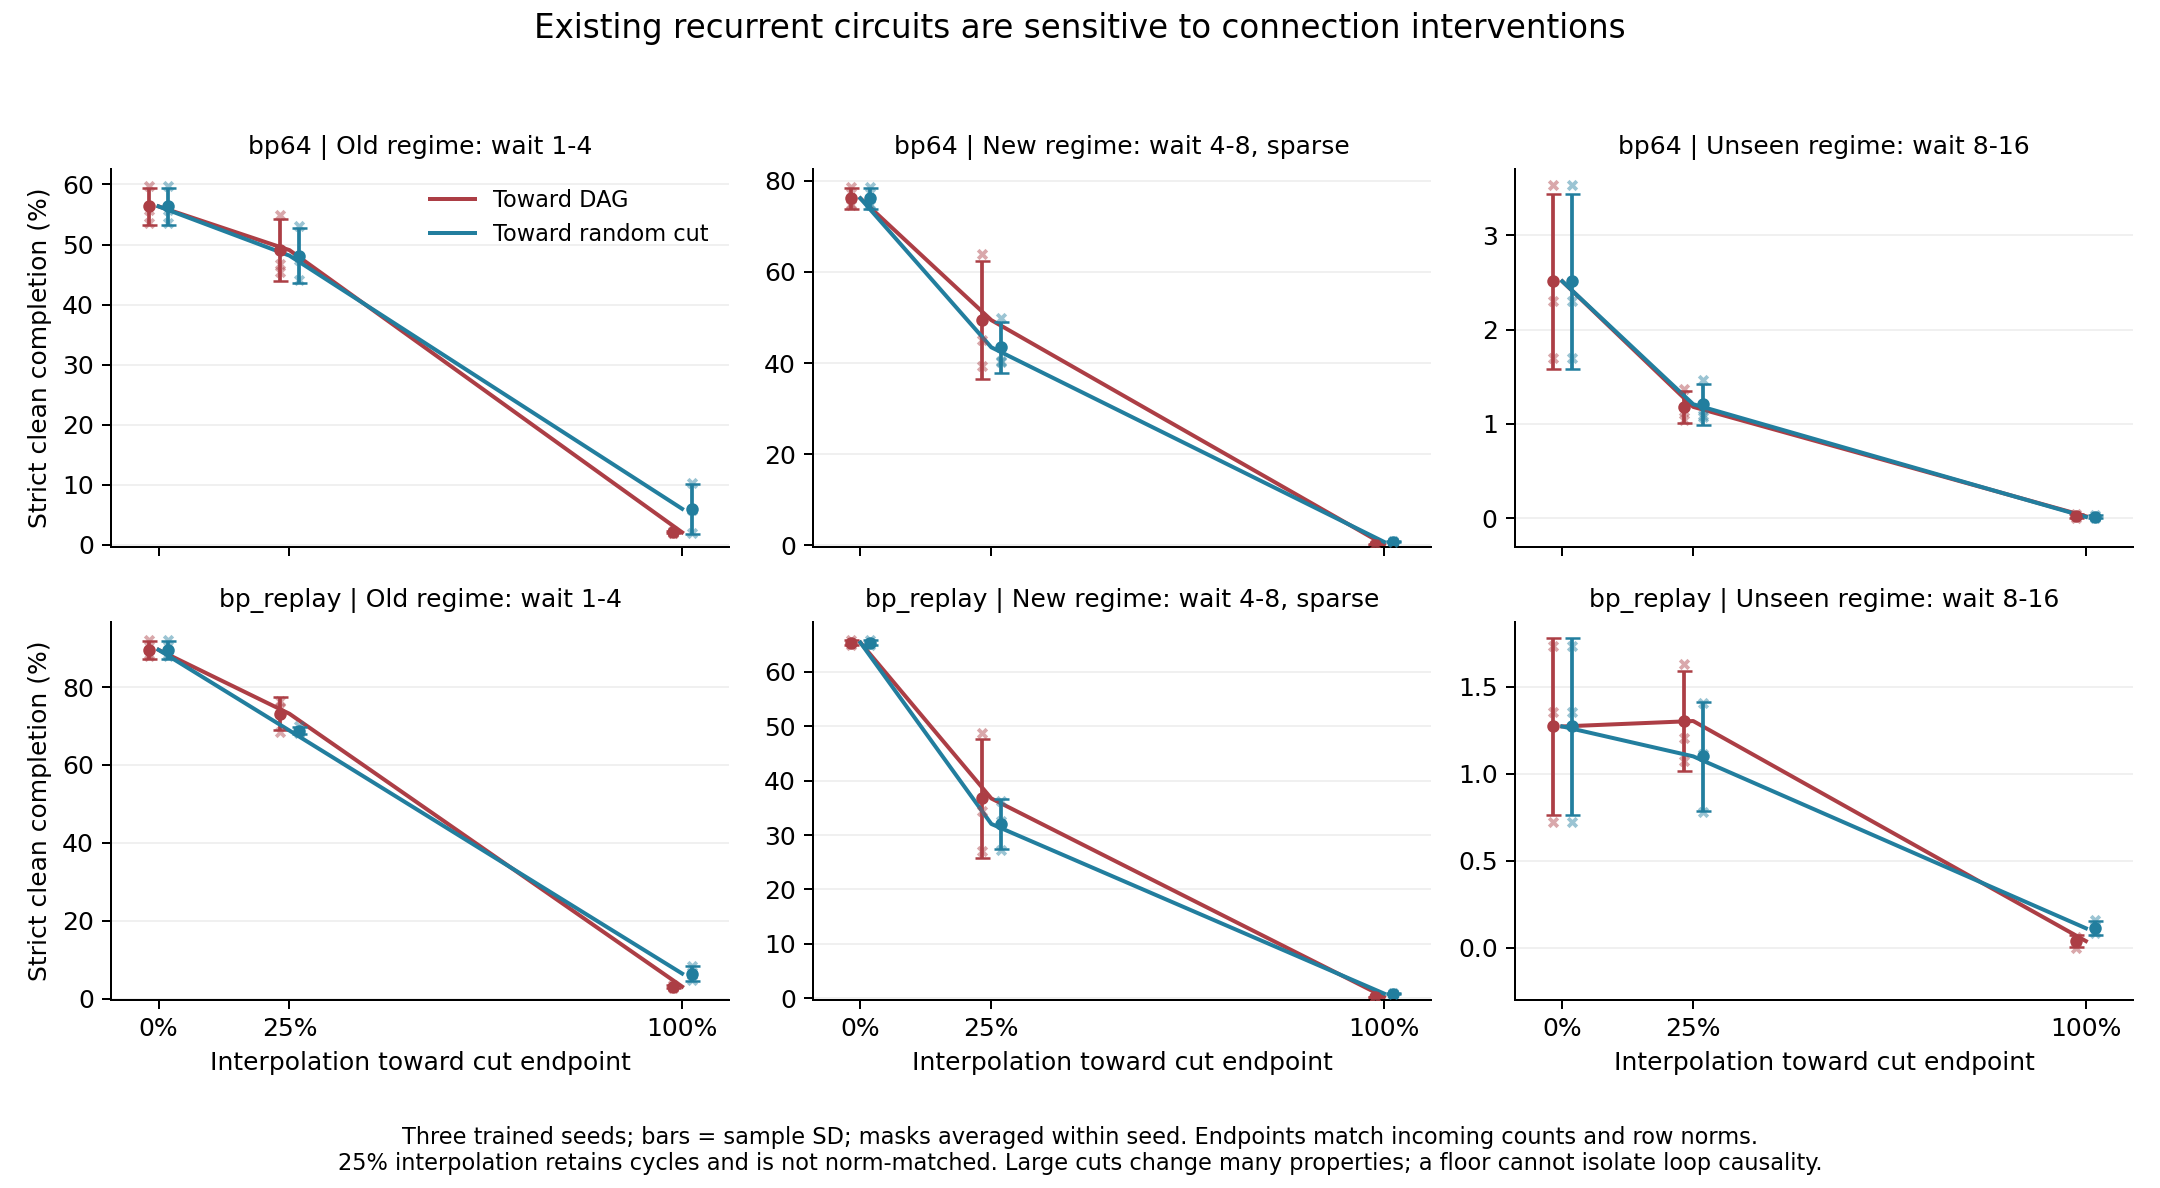 Existing recurrent circuits are sensitive to connection interventions
bp64 | Old regime: wait 1-4
bp64 | New regime: wait 4-8, sparse
bp64 | Unseen regime: wait 8-16
Strict clean completion (%)
60
50
40
30
20
10
0
Toward DAG
Toward random cut
80
60
40
20
0
3
2
1
0
bp_replay | Old regime: wait 1-4
bp_replay | New regime: wait 4-8, sparse
bp_replay | Unseen regime: wait 8-16
Strict clean completion (%)
80
60
40
20
0
0%
25%
100%
Interpolation toward cut endpoint
60
50
40
30
20
10
0
0%
25%
100%
Interpolation toward cut endpoint
1.5
1.0
0.5
0.0
0%
25%
100%
Interpolation toward cut endpoint
Three trained seeds; bars = sample SD; masks averaged within seed. Endpoints match incoming counts and row norms.
25% interpolation retains cycles and is not norm-matched. Large cuts change many properties; a floor cannot isolate loop causality.